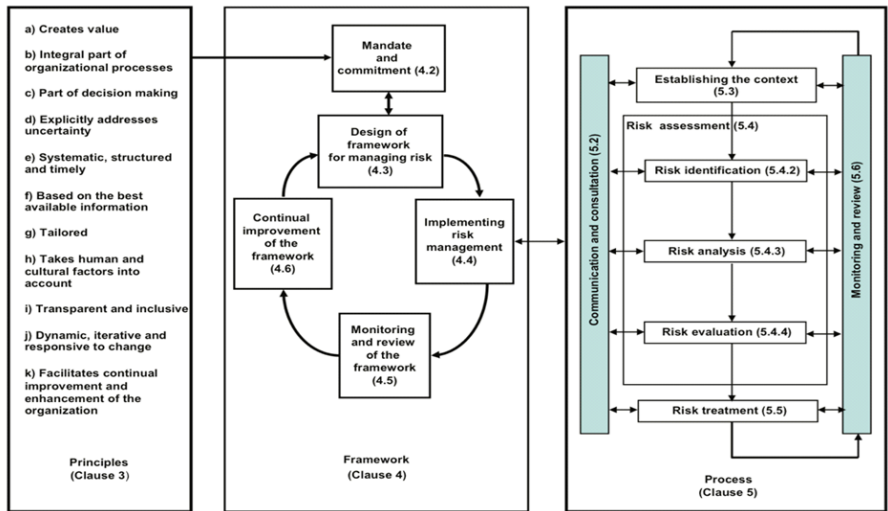 a) Creates value
b) Integral part of
organizational processes
c) Part of decision making
d) Explicitly addresses
uncertainty
e) Systematic, structured
and timely
f) Based on the best
available information
g) Tailored
h) Takes human and
cultural factors into
account
i) Transparent and inclusive
j) Dynamic, iterative and
responsive to change
k) Facilitates continual
improvement and
enhancement of the
organization
Principles
(Clause 3)
Mandate
and
commitment (4.2)
Design of
framework
for managing risk
(4.3)
Implementing
risk
management
(4.4)
Continual
improvement
of the
framework
(4.6)
Monitoring
and review
of the
framework
(4.5)
Framework
(Clause 4)
Communication and consultation (5.2)
Establishing the context
(5.3)
Risk assessment (5.4)
Risk identification (5.4.2)
Risk analysis (5.4.3)
Risk evaluation (5.4.4)
Risk treatment (5.5)
Monitoring and review (5.6)
Process
(Clause 5)